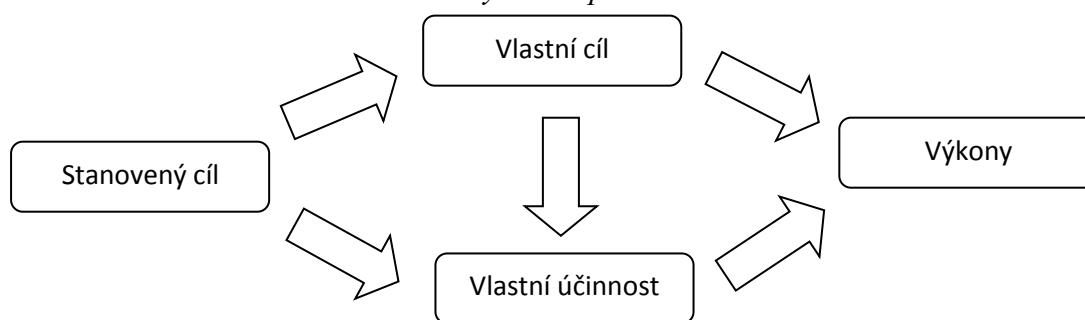 Vlastní cíl
Stanovený cíl
Výkony
Vlastní účinnost